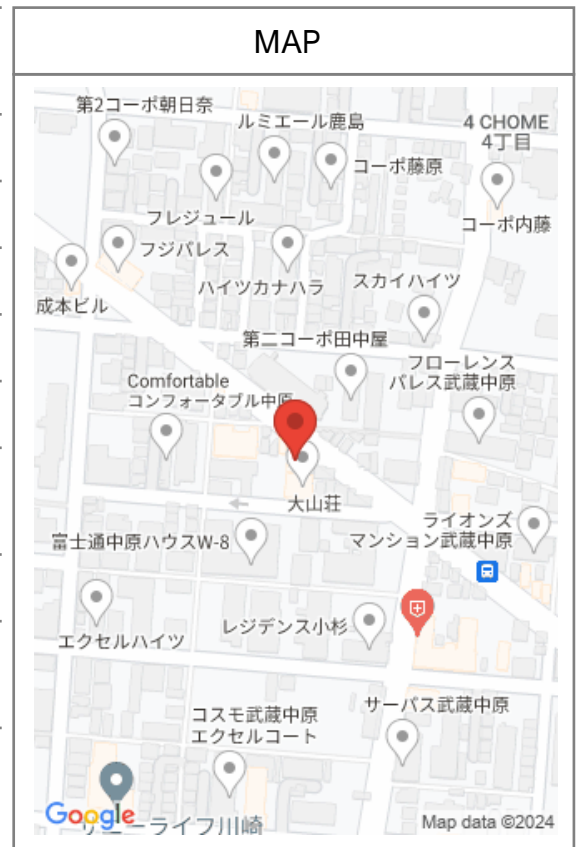 MAP
第2コーポ朝日奈
ルミエール鹿島
4 CHOME
4丁目
コーポ藤原
フレジュール
コーポ内藤
フジパレス
ハイツカナハラ
スカイハイツ
成本ビル
第二コーポ田中屋
フローレンス
パレス武蔵中原
Comfortable
コンフォータブル中原
大山荘
ライオンズ
マンション武蔵中原
富士通中原ハウスW-8
レジデンス小杉
エクセルハイツ
サーパス武蔵中原
コスモ武蔵中原
エクセルコート
Google
ーライフ川崎
Map data ©2024